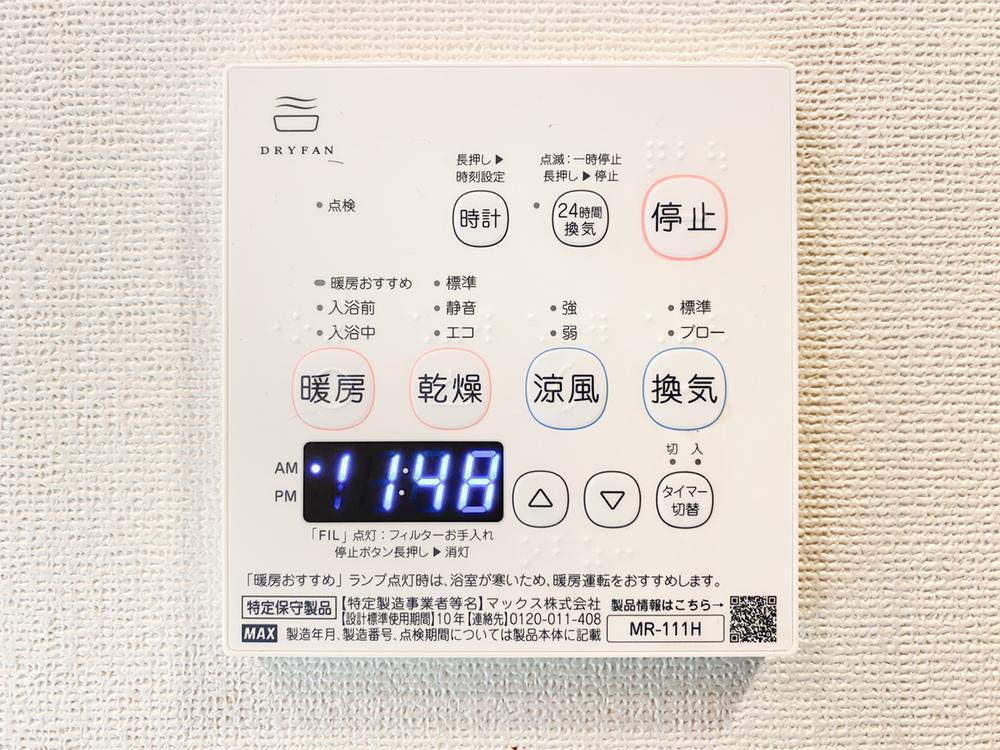 DRYFAN
長押し▶
時刻設定
点滅：一時停止
長押し▶停止
点検
時計
24時間
換気
停止
暖房おすすめ
標準
入浴前
静音
強
標準
入浴中
エコ
弱
ブロー
暖房
乾燥
涼風
換気
切 入
AM
PM
11:48
△
▽
タイマー
切替
「FIL」点灯：フィルターお手入れ
停止ボタン長押し▶消灯
「暖房おすすめ」ランプ点灯時は、浴室が寒いため、暖房運転をおすすめします。
特定保守製品 【特定製造事業者等名】マックス株式会社 製品情報はこちら→
【設計標準使用期間】10年【連絡先】0120-011-408
MAX 製造年月、製造番号、点検期間については製品本体に記載 MR-111H